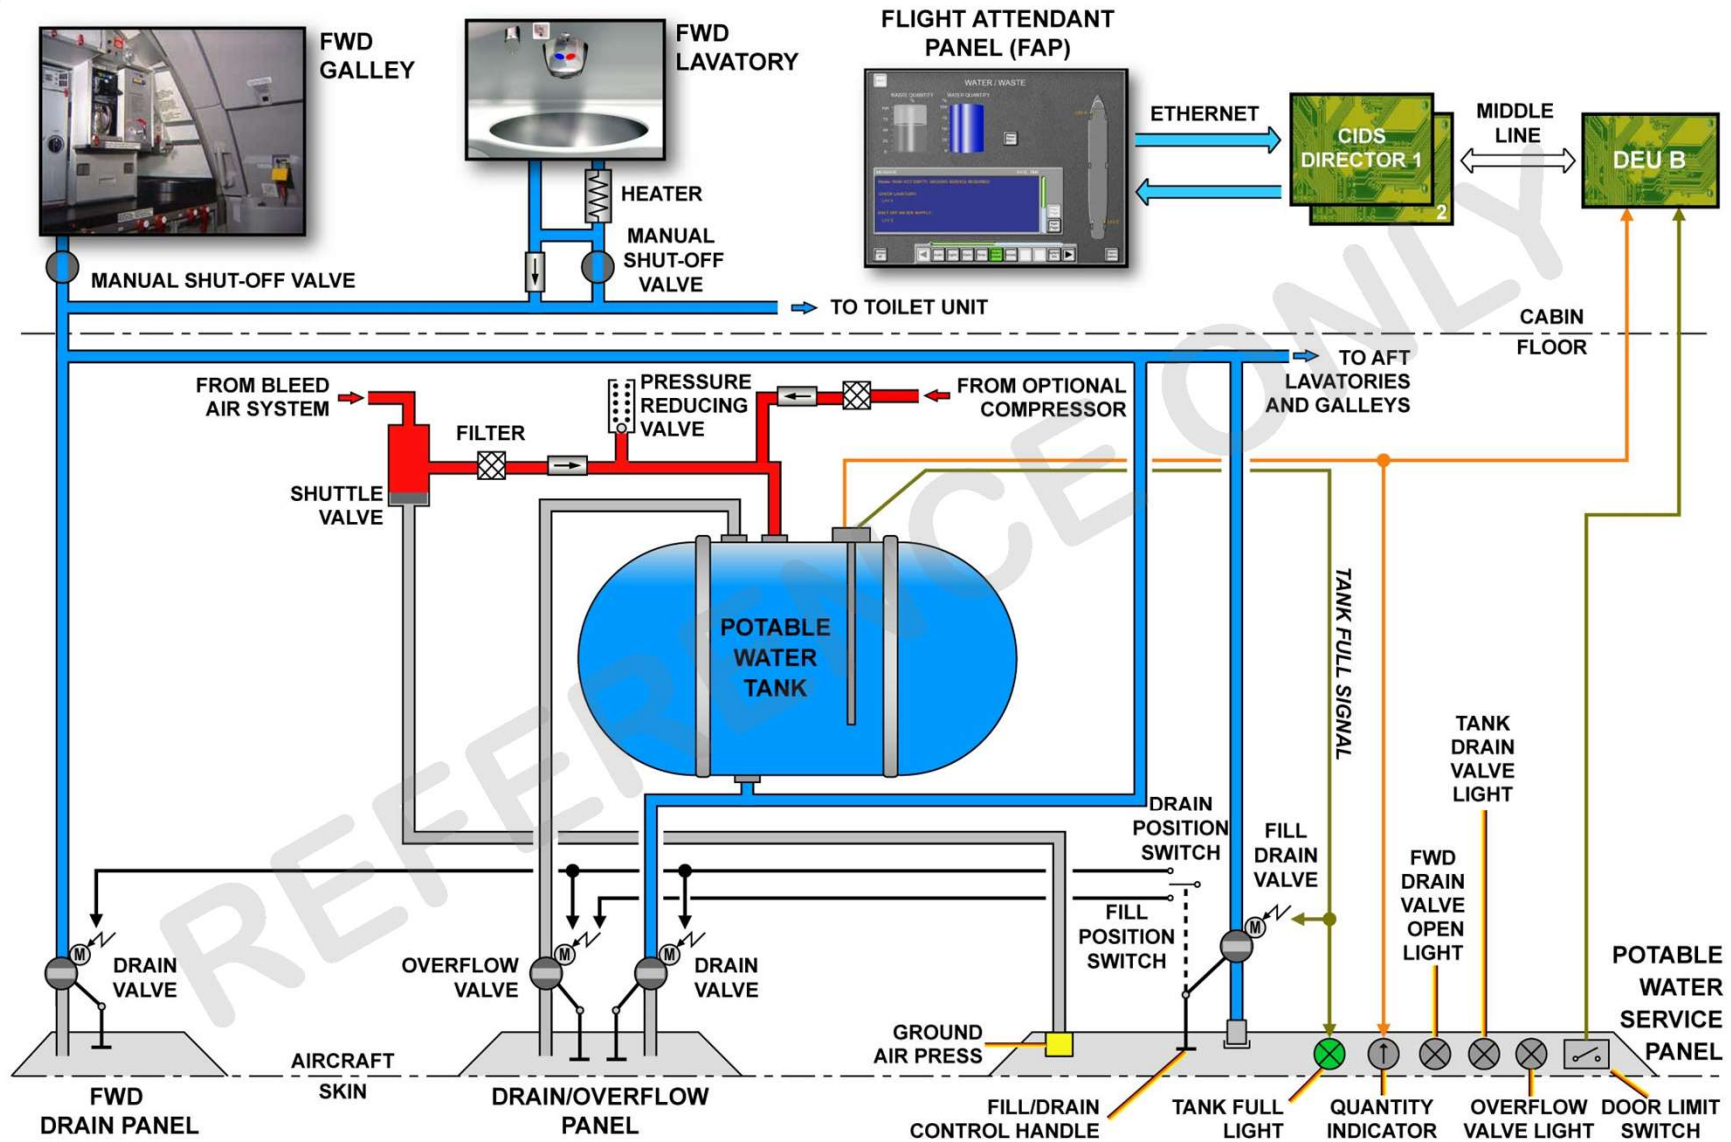 FWD
GALLEY
FWD
LAVATORY
FLIGHT ATTENDANT
PANEL (FAP)
WATER / WASTE
WASTE QUANTITY
WATER QUANTITY
ETHERNET
CIDS
DIRECTOR 1
2
MIDDLE
LINE
DEU B
HEATER
MANUAL
SHUT-OFF
VALVE
MANUAL SHUT-OFF VALVE
TO TOILET UNIT
CABIN
FLOOR
TO AFT
LAVATORIES
AND GALLEYS
FROM BLEED
AIR SYSTEM
PRESSURE
REDUCING
VALVE
FROM OPTIONAL
COMPRESSOR
FILTER
SHUTTLE
VALVE
POTABLE
WATER
TANK
TANK FULL SIGNAL
TANK
DRAIN
VALVE
LIGHT
DRAIN
POSITION
SWITCH
FILL
DRAIN
VALVE
FWD
DRAIN
VALVE
OPEN
LIGHT
FILL
POSITION
SWITCH
M
DRAIN
VALVE
OVERFLOW
VALVE
M
M
DRAIN
VALVE
M
POTABLE
WATER
SERVICE
PANEL
GROUND
AIR PRESS
AIRCRAFT
SKIN
FWD
DRAIN PANEL
DRAIN/OVERFLOW
PANEL
FILL/DRAIN
CONTROL HANDLE
TANK FULL
LIGHT
QUANTITY
INDICATOR
OVERFLOW
VALVE LIGHT
DOOR LIMIT
SWITCH
REFERENCE ONLY